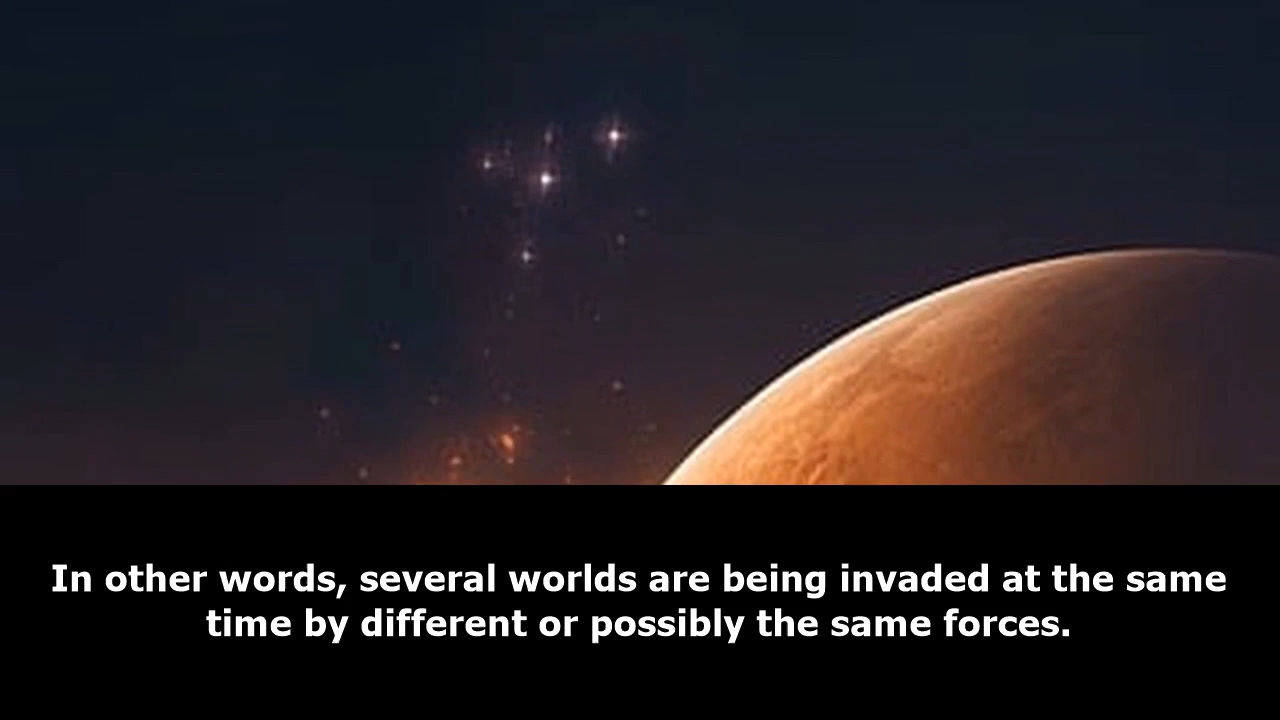 In other words, several worlds are being invaded at the same
time by different or possibly the same forces.